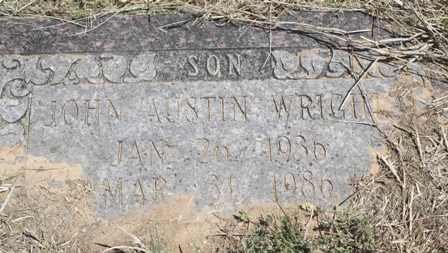 SON
JOHN AUSTIN WRIGHT
JAN 26 1936
MAR 31 1986